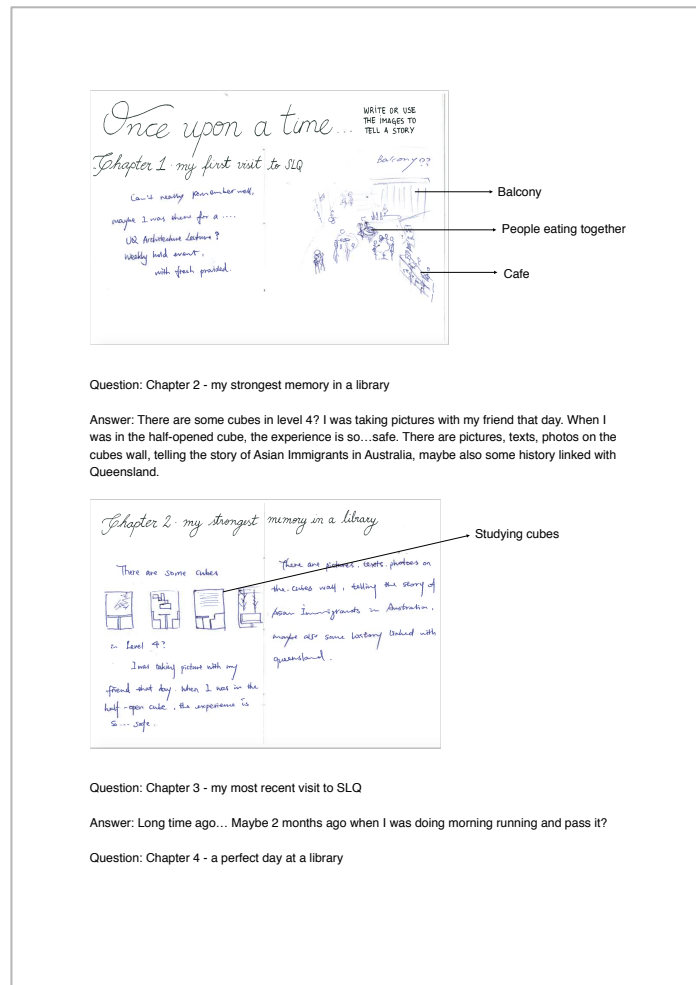 Once upon a time...
WRITE OR USE
THE IMAGES TO
TELL A STORY
Chapter 1. my first visit to SLQ
Can't really remember well,
maybe I was there for a ....
UQ Architecture Lecture?
Weekly hold event,
with fresh provided.
Balcony??
Balcony
People eating together
Cafe
Question: Chapter 2 - my strongest memory in a library
Answer: There are some cubes in level 4? I was taking pictures with my friend that day. When I
was in the half-opened cube, the experience is so…safe. There are pictures, texts, photos on the
cubes wall, telling the story of Asian Immigrants in Australia, maybe also some history linked with
Queensland.
Chapter 2. my strongest memory in a library
There are some cubes
in Level 4?
I was taking picture with my
friend that day. When I was in the
half-open cube, the experience is
s... safe.
There are pictures, texts, photoes on
the cubes wall, telling the story of
Asian Immigrants in Australia,
maybe also some history linked with
queensland.
Studying cubes
Question: Chapter 3 - my most recent visit to SLQ
Answer: Long time ago… Maybe 2 months ago when I was doing morning running and pass it?
Question: Chapter 4 - a perfect day at a library